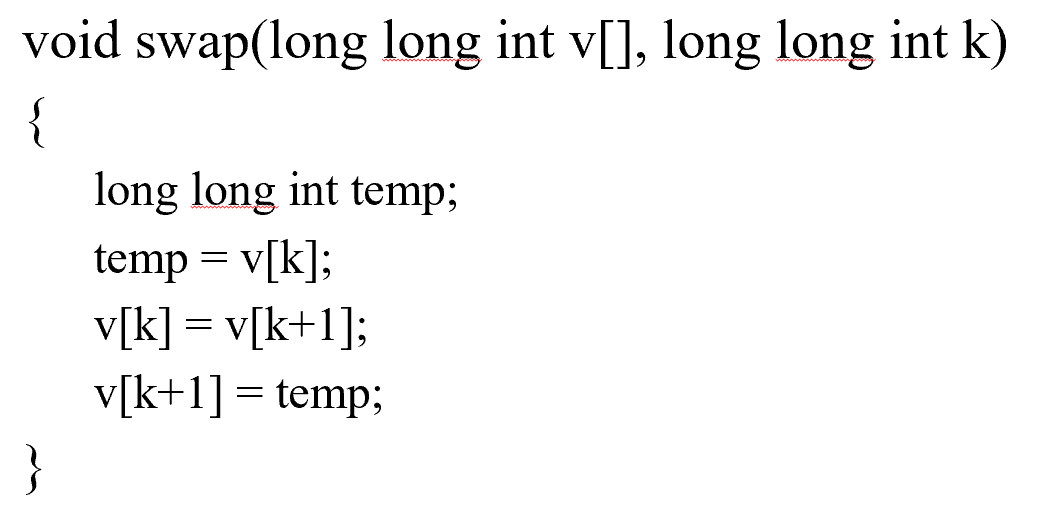 void swap(long long int v[], long long int k)
{
long long int temp;
temp = v[k];
v[k] = v[k+1];
v[k+1] = temp;
}